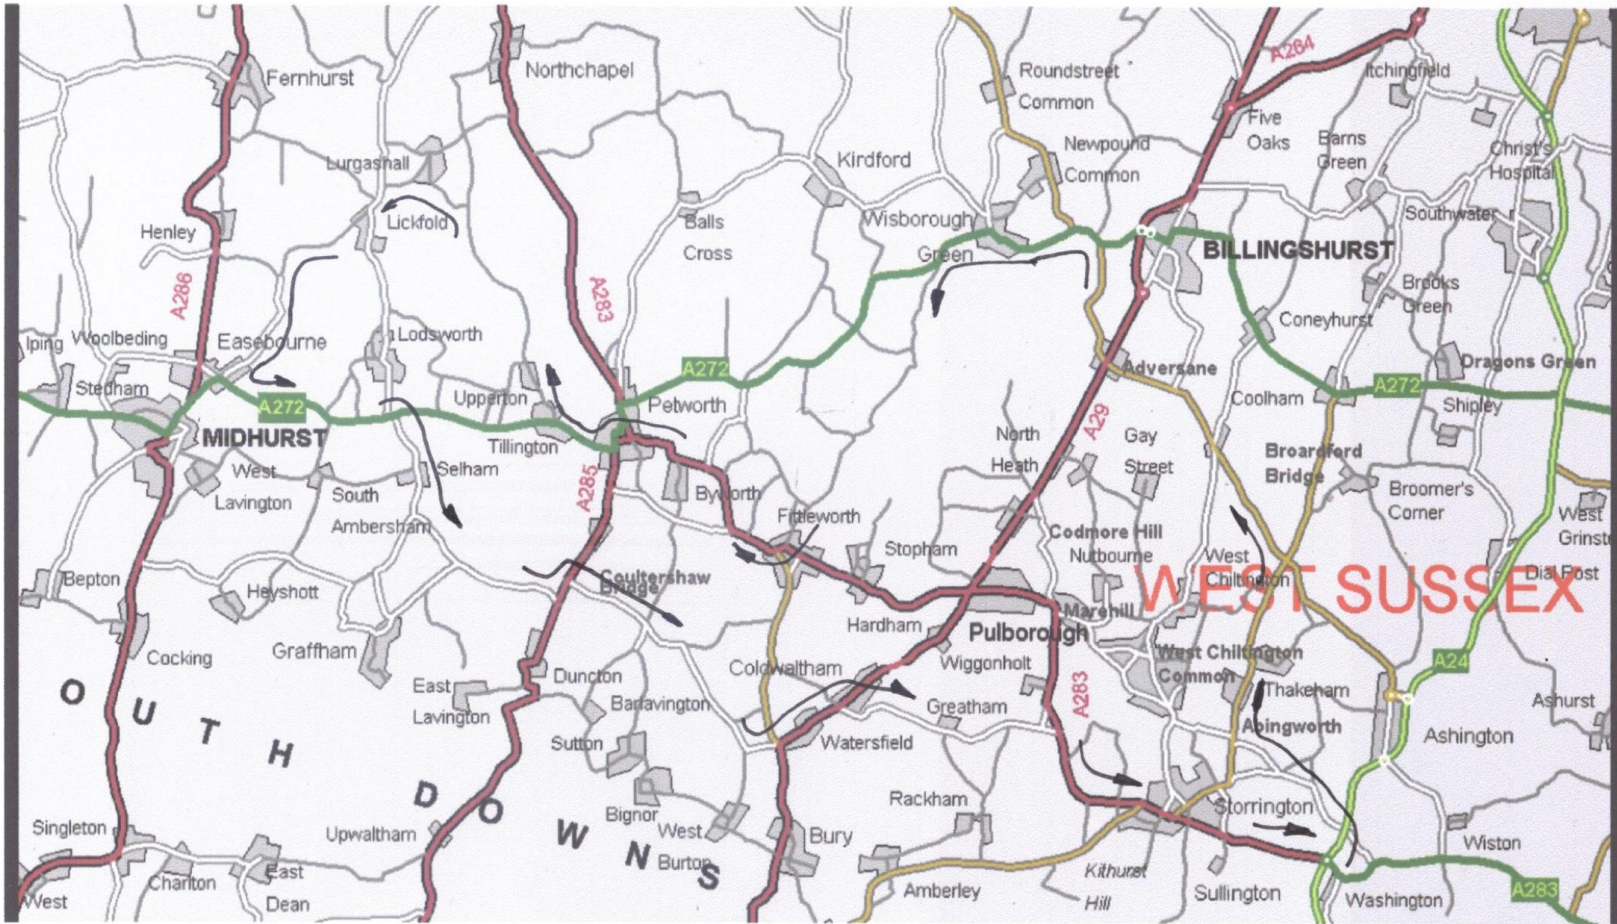 Fernhurst
Northchapel
Roundstreet
Common
A264
Itchingfield
Five
Oaks
Barns
Green
Christ's
Hospital
Lurgashall
Kirdford
Newpound
Common
Lickfold
Henley
Balls
Cross
Wisborough
Green
Southwater
BILLINGSHURST
A286
A283
Brooks
Green
Coneyhurst
Iping
Woolbeding
Easebourne
Lodsworth
Stedham
A272
Upperton
Petworth
A272
Adversane
Dragons Green
A272
Coolham
Shipley
MIDHURST
Tillington
A29
North
Heath
Gay
Street
Broardford
Bridge
West
Lavington
South
Ambersham
Selham
A285
Byworth
Broomer's
Corner
Fittleworth
Codmore Hill
West
Grinst
Stopham
Nutbourne
West
Chiltington
Bepton
Heyshott
Coultershaw
Bridge
WEST SUSSEX
Dial Post
Hardham
Marehill
Pulborough
Cocking
Graffham
Coldwaltham
Wiggonholt
West Chiltington
Common
A24
Duncton
East
Lavington
Barlavington
Greatham
A283
Thakeham
Ashurst
Abingworth
Sutton
Watersfield
Ashington
OUTH DOWNS
Rackham
Storrington
Bignor
Singleton
Upwaltham
West
Burton
Bury
Wiston
Charlton
East
Dean
Amberley
Kithurst
Hill
Sullington
Washington
A283
West